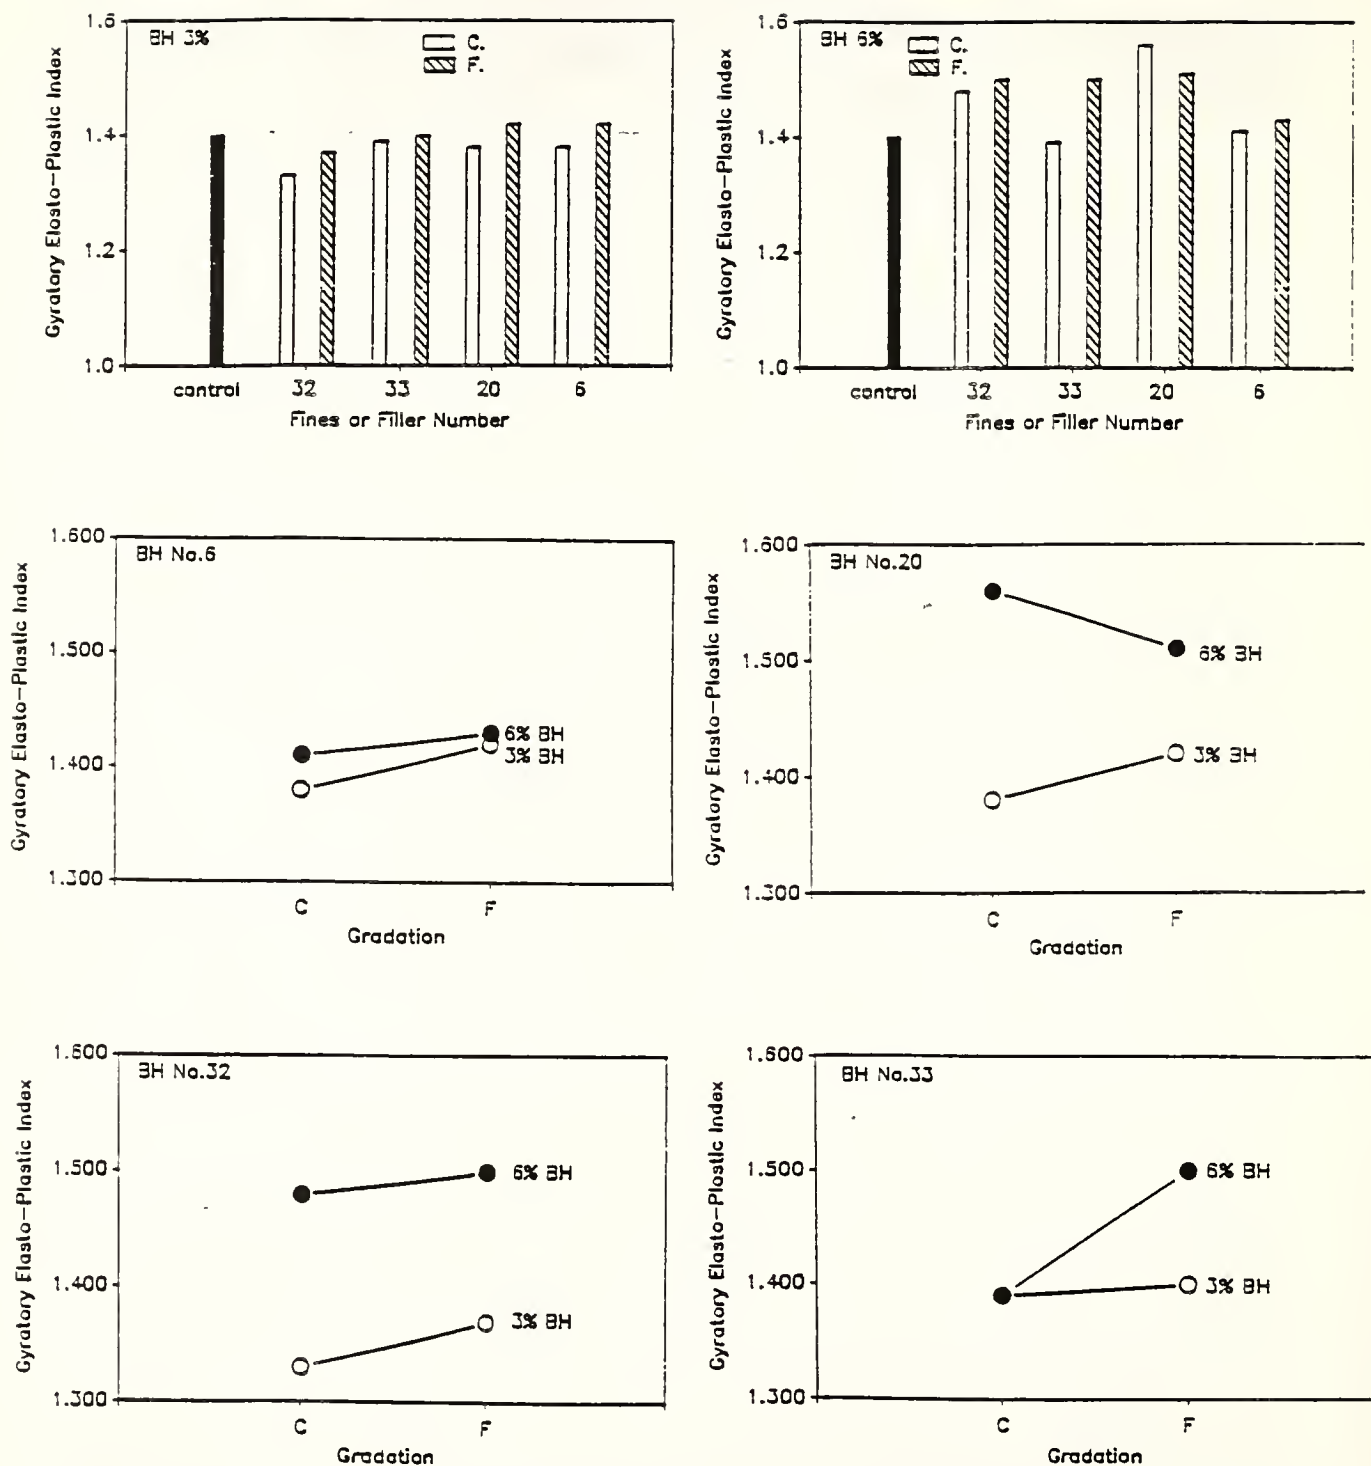 BH 3%
C.
F.
Gyratory Elasto-Plastic Index
1.6
1.4
1.2
1.0
control 32 33 20 6
Fines or Filler Number
BH 6%
C.
F.
Gyratory Elasto-Plastic Index
1.6
1.4
1.2
1.0
control 32 33 20 6
Fines or Filler Number
BH No.6
Gyratory Elasto-Plastic Index
1.600
1.500
1.400
1.300
6% BH
3% BH
C F
Gradation
BH No.20
Gyratory Elasto-Plastic Index
1.600
1.500
1.400
1.300
6% BH
3% BH
C F
Gradation
BH No.32
Gyratory Elasto-Plastic Index
1.600
1.500
1.400
1.300
6% BH
3% BH
C F
Gradation
BH No.33
Gyratory Elasto-Plastic Index
1.600
1.500
1.400
1.300
6% BH
3% BH
C F
Gradation